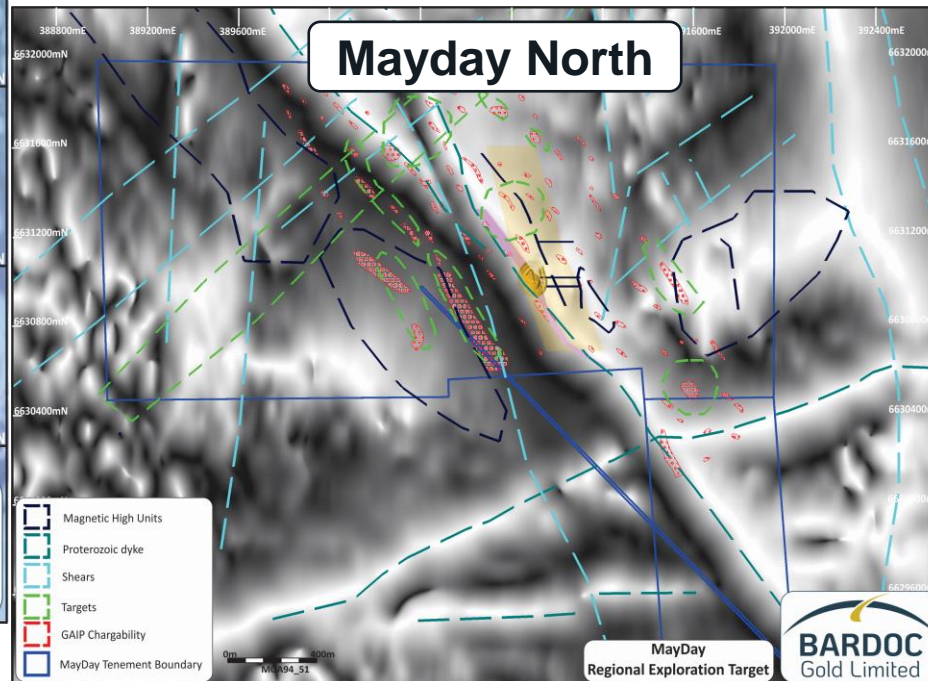 388800mE
389200mE
389600mE
391600mE
392000mE
392400mE
Mayday North
6632000mN
6632000mN
6631600mN
6631600mN
6631200mN
6631200mN
6630800mN
6630400mN
6630400mN
Magnetic High Units
Proterozoic dyke
Shears
Targets
GAIP Chargability
MayDay Tenement Boundary
0m 400m
MGA94_51
MayDay
Regional Exploration Target
BARDOC
Gold Limited